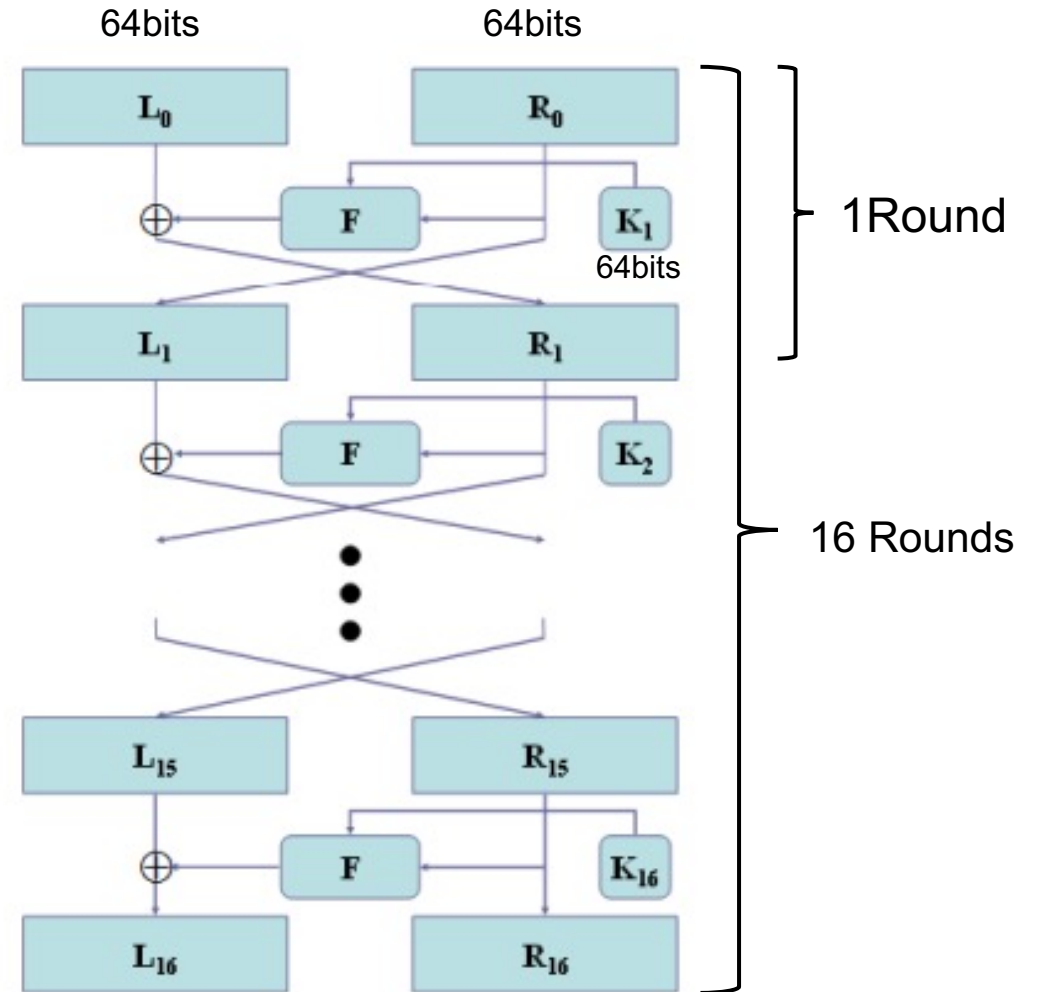 64bits 64bits
L₀ R₀
F K₁
64bits
1Round
L₁ R₁
F K₂
16 Rounds
L₁₅ R₁₅
F K₁₆
L₁₆ R₁₆